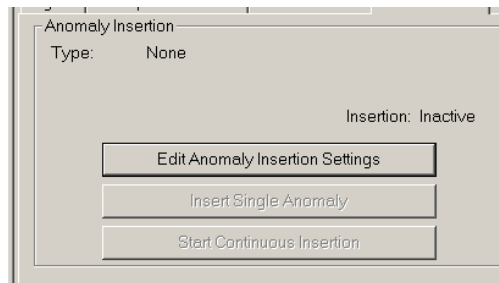 Anomaly Insertion
Type: None
Insertion: Inactive
Edit Anomaly Insertion Settings
Insert Single Anomaly
Start Continuous Insertion